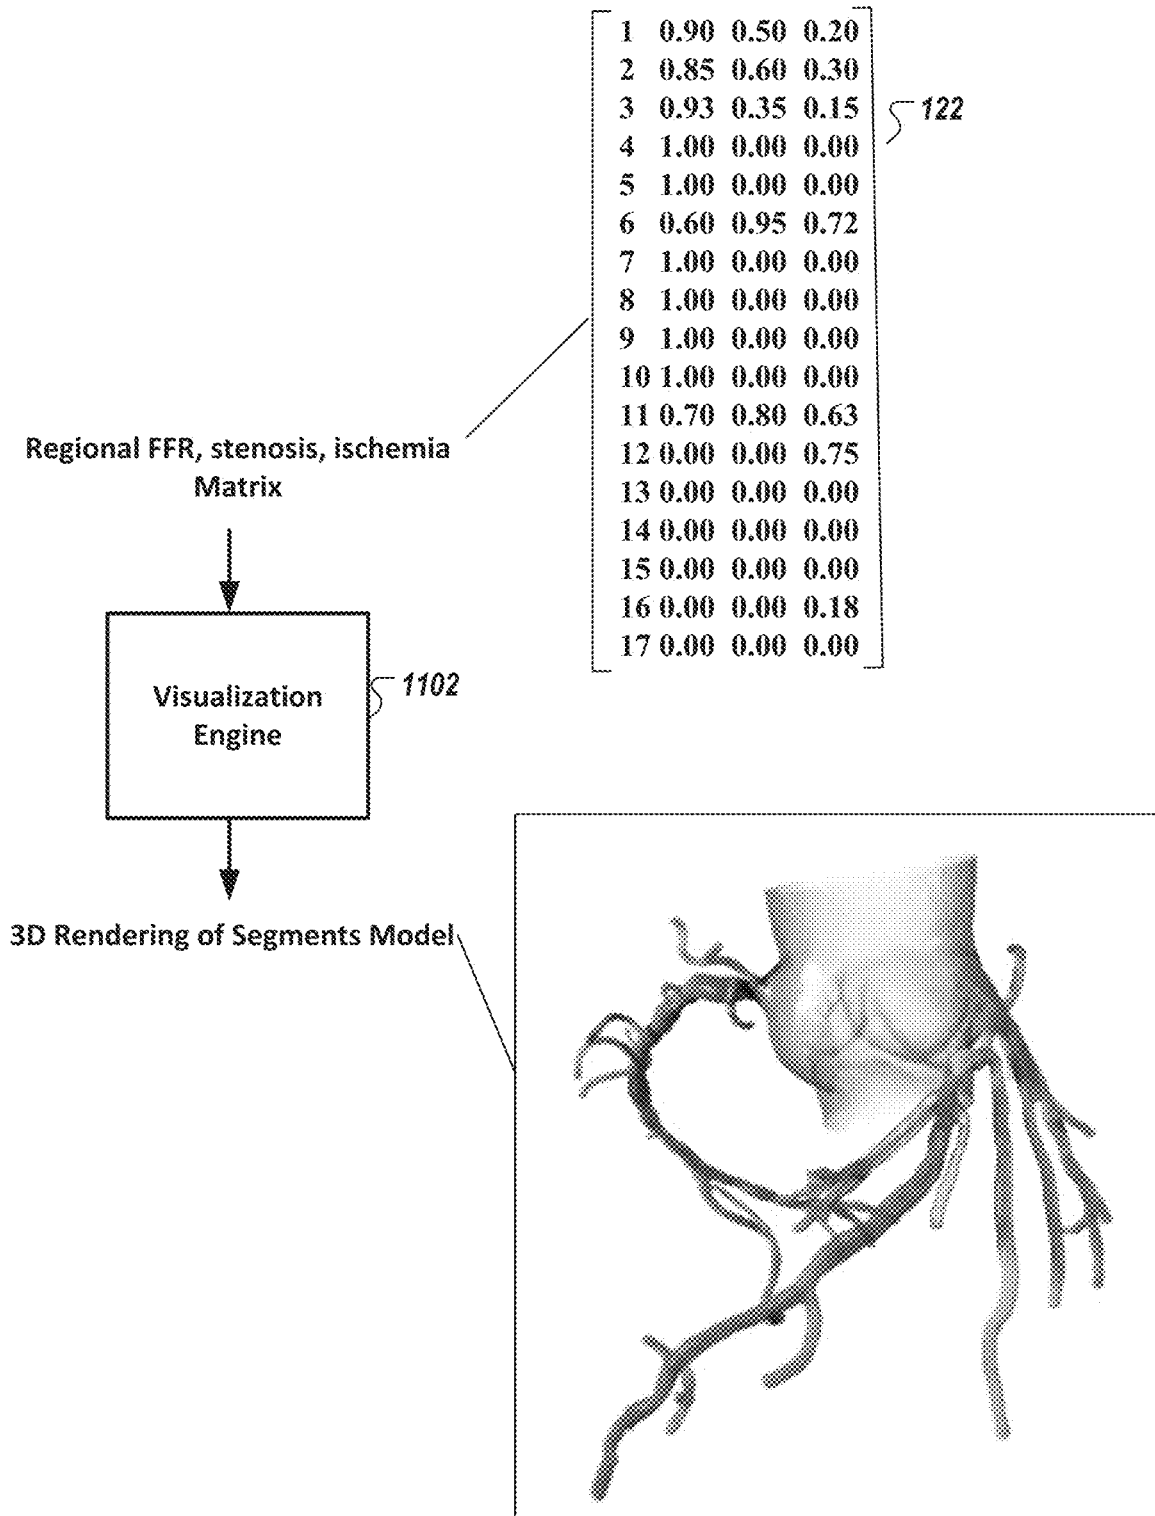 1 0.90 0.50 0.20
2 0.85 0.60 0.30
3 0.93 0.35 0.15
4 1.00 0.00 0.00
5 1.00 0.00 0.00
6 0.60 0.95 0.72
7 1.00 0.00 0.00
8 1.00 0.00 0.00
9 1.00 0.00 0.00
10 1.00 0.00 0.00
11 0.70 0.80 0.63
12 0.00 0.00 0.75
13 0.00 0.00 0.00
14 0.00 0.00 0.00
15 0.00 0.00 0.00
16 0.00 0.00 0.18
17 0.00 0.00 0.00
122
Regional FFR, stenosis, ischemia
Matrix
Visualization
Engine
1102
3D Rendering of Segments Model